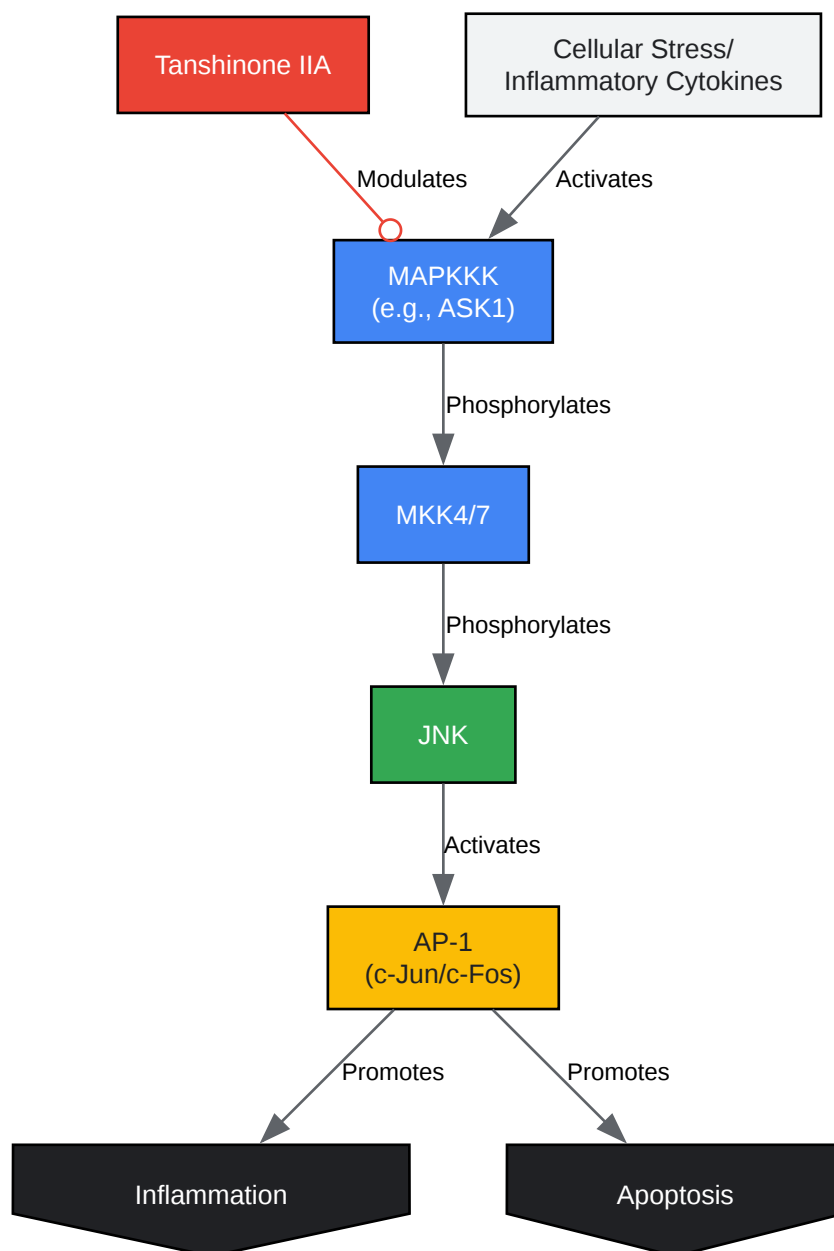 Tanshinone IIA
Cellular Stress/
Inflammatory Cytokines
Modulates
Activates
MAPKKK
(e.g., ASK1)
Phosphorylates
MKK4/7
Phosphorylates
JNK
Activates
AP-1
(c-Jun/c-Fos)
Promotes
Promotes
Inflammation
Apoptosis